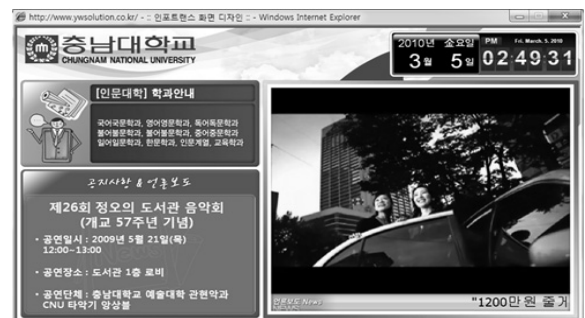 http://www.ywsolution.co.kr/ - :: 인포트랜스 화면 디자인 :: - Windows Internet Explorer
충남대학교
CHUNGNAM NATIONAL UNIVERSITY
2010년 금요일
3월 5일
PM Fri. March. 5. 2010
02:49:31
[인문대학] 학과안내
국어국문학과, 영어영문학과, 독어독문학과
불어불문학과, 불어불문학과, 중어중문학과
일어일문학과, 한문학과, 인문계열, 교육학과
공지사항 & 언론보도
제26회 정오의 도서관 음악회
(개교 57주년 기념)
· 공연일시 : 2009년 5월 21일(목)
12:00~13:00
· 공연장소 : 도서관 1층 로비
· 공연단체 : 충남대학교 예술대학 관현악과
CNU 타악기 앙상블
언론보도 News
"1200만원 줄거